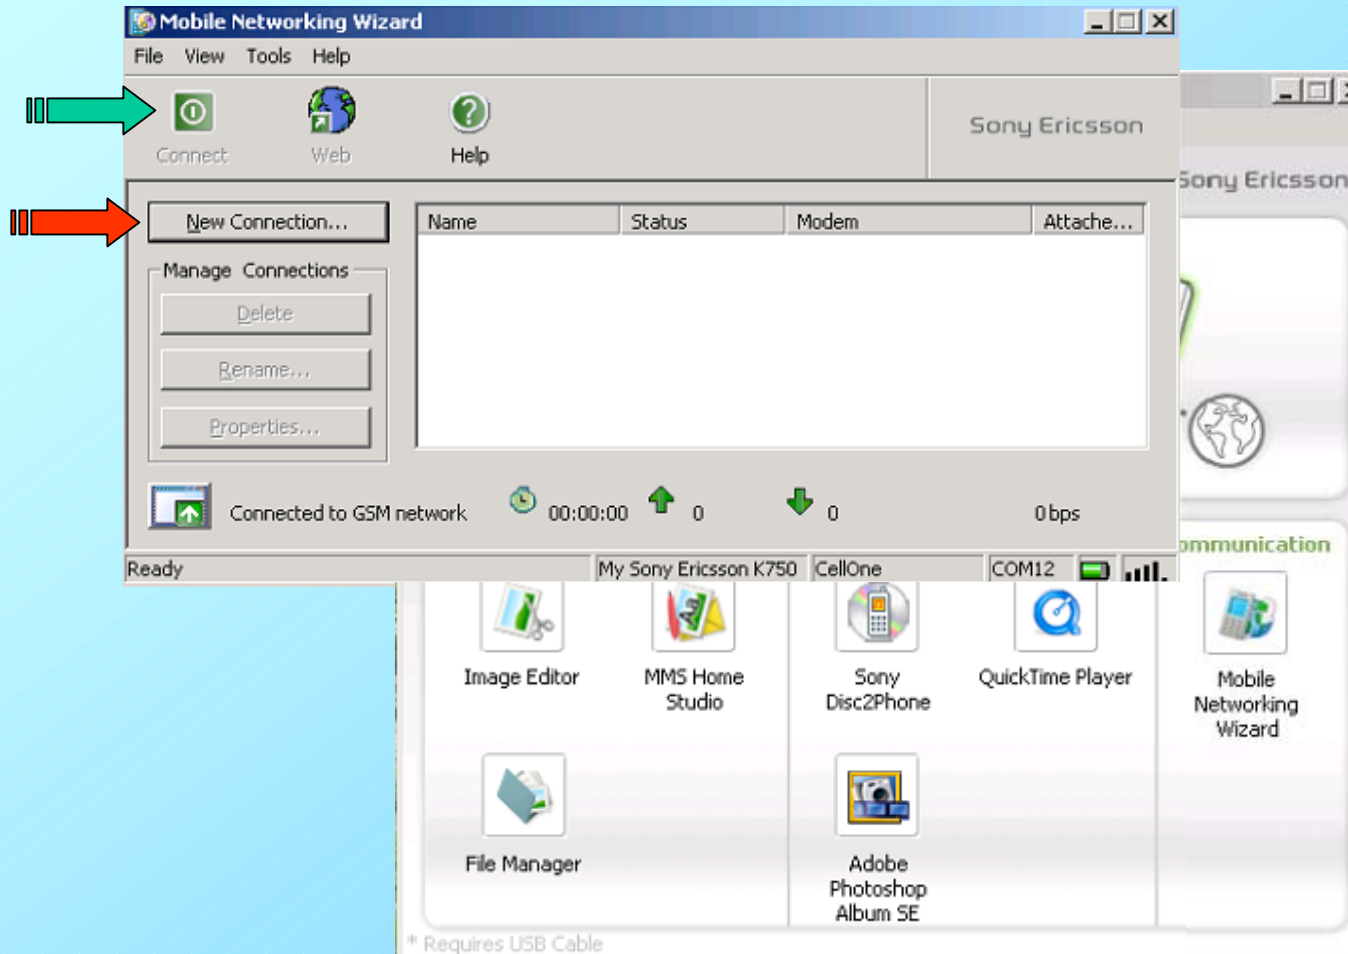 Mobile Networking Wizard
File View Tools Help
Connect Web Help
Sony Ericsson
New Connection...
Name Status Modem Attache...
Manage Connections
Delete
Rename...
Properties...
Connected to GSM network 00:00:00 0 0 0 bps
Ready My Sony Ericsson K750 CellOne COM12
Sony Ericsson
ommunication
Image Editor
MMS Home
Studio
Sony
Disc2Phone
QuickTime Player
Mobile
Networking
Wizard
File Manager
Adobe
Photoshop
Album SE
* Requires USB Cable